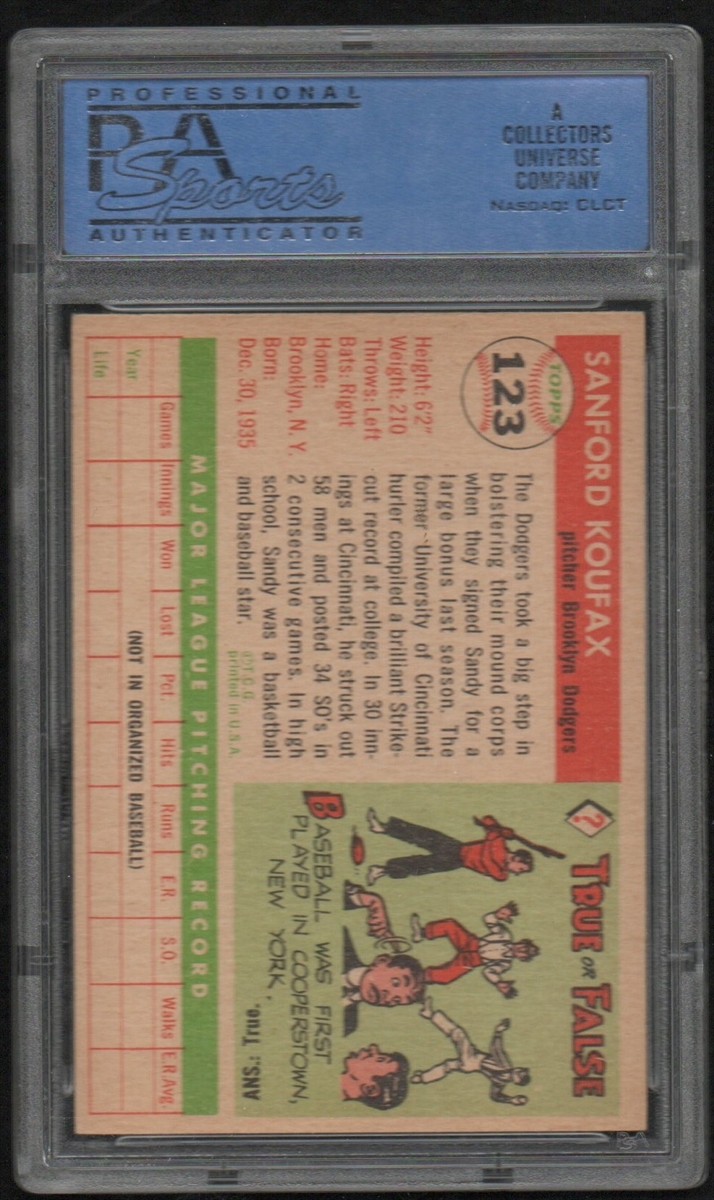 PROFESSIONAL
PSA
Sports
AUTHENTICATOR
A
COLLECTORS
UNIVERSE
COMPANY
NASDAQ: CLCT
SANFORD KOUFAX
pitcher Brooklyn Dodgers
TOPPS
123
Height: 6'2"
Weight: 210
Throws: Left
Bats: Right
Home:
Brooklyn, N. Y.
Born:
Dec. 30, 1935
The Dodgers took a big step in
bolstering their mound corps
when they signed Sandy for a
large bonus last season. The
former University of Cincinnati
hurler compiled a brilliant Strike-
out record at college. In 30 inn-
ings at Cincinnati, he struck out
58 men and posted 34 SO's in
2 consecutive games. In high
school, Sandy was a basketball
and baseball star.
©T.C.G.
printed in U.S.A.
?
TRUE OR FALSE
BASEBALL WAS FIRST
PLAYED IN COOPERSTOWN,
NEW YORK.
ANS.: True.
MAJOR LEAGUE PITCHING RECORD
Games Innings Won Lost Pct. Hits Runs E.R. S.O. Walks E.R.Avg.
Year
(NOT IN ORGANIZED BASEBALL)
Life